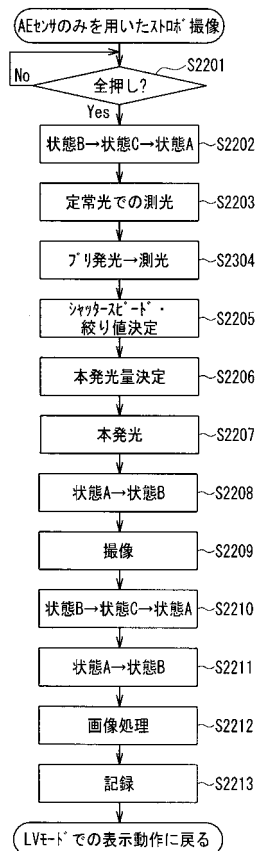 AEセンサのみを用いたストロボ撮像
全押し?
S2201
No
Yes
状態B→状態C→状態A
S2202
定常光での測光
S2203
プリ発光→測光
S2304
シャッタースピード・
絞り値決定
S2205
本発光量決定
S2206
本発光
S2207
状態A→状態B
S2208
撮像
S2209
状態B→状態C→状態A
S2210
状態A→状態B
S2211
画像処理
S2212
記録
S2213
LVモードでの表示動作に戻る